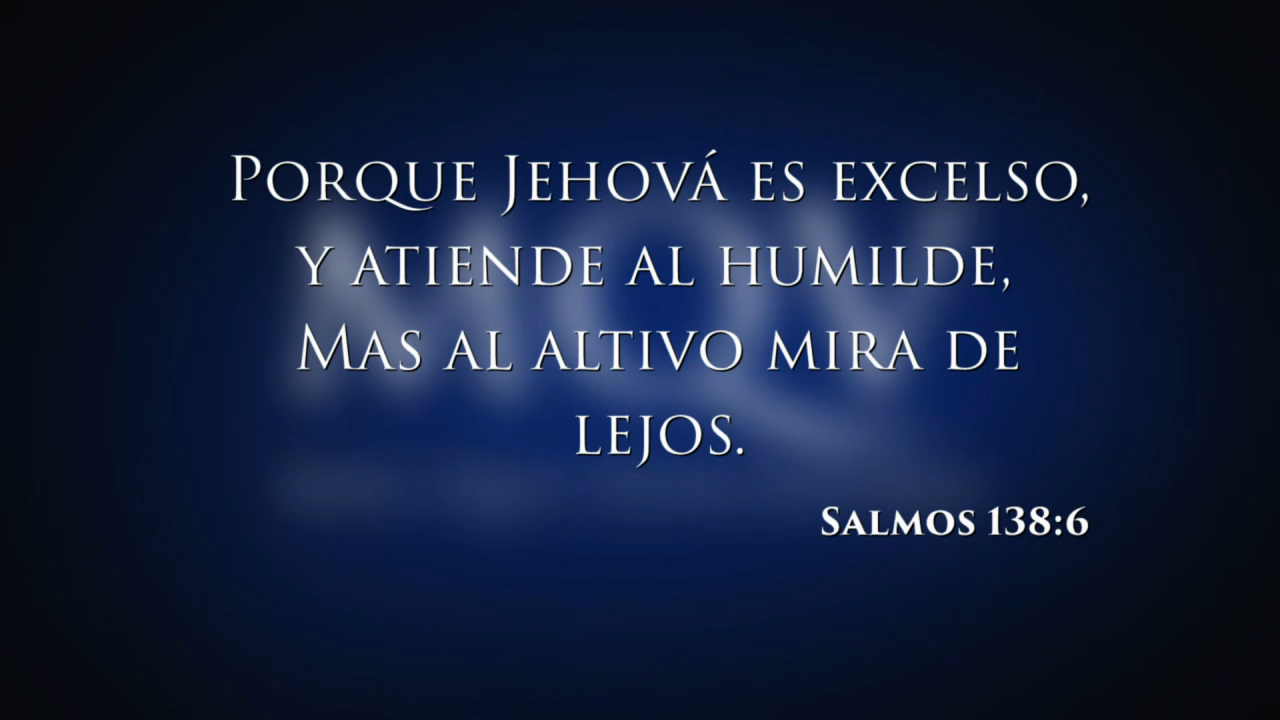 Porque Jehová es excelso,
y atiende al humilde,
Mas al altivo mira de
lejos.
Salmos 138:6